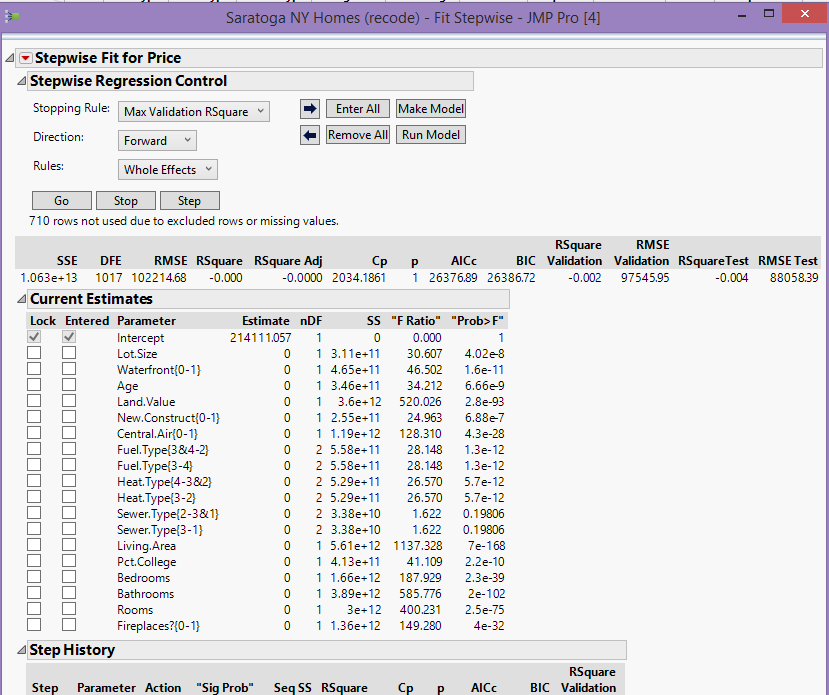 Saratoga NY Homes (recode) - Fit Stepwise - JMP Pro [4]
Stepwise Fit for Price
Stepwise Regression Control
Stopping Rule: Max Validation RSquare Enter All Make Model
Direction: Forward Remove All Run Model
Rules: Whole Effects
Go Stop Step
710 rows not used due to excluded rows or missing values.
RSquare RMSE
SSE DFE RMSE RSquare RSquare Adj Cp p AICc BIC Validation Validation RSquareTest RMSE Test
1.063e+13 1017 102214.68 -0.000 -0.0000 2034.1861 1 26376.89 26386.72 -0.002 97545.95 -0.004 88058.39
Current Estimates
Lock Entered Parameter Estimate nDF SS "F Ratio" "Prob>F"
Intercept 214111.057 1 0 0.000 1
Lot.Size 0 1 3.11e+11 30.607 4.02e-8
Waterfront{0-1} 0 1 4.65e+11 46.502 1.6e-11
Age 0 1 3.46e+11 34.212 6.66e-9
Land.Value 0 1 3.6e+12 520.026 2.8e-93
New.Construct{0-1} 0 1 2.55e+11 24.963 6.88e-7
Central.Air{0-1} 0 1 1.19e+12 128.310 4.3e-28
Fuel.Type{3&4-2} 0 2 5.58e+11 28.148 1.3e-12
Fuel.Type{3-4} 0 2 5.58e+11 28.148 1.3e-12
Heat.Type{4-3&2} 0 2 5.29e+11 26.570 5.7e-12
Heat.Type{3-2} 0 2 5.29e+11 26.570 5.7e-12
Sewer.Type{2-3&1} 0 2 3.38e+10 1.622 0.19806
Sewer.Type{3-1} 0 2 3.38e+10 1.622 0.19806
Living.Area 0 1 5.61e+12 1137.328 7e-168
Pct.College 0 1 4.13e+11 41.109 2.2e-10
Bedrooms 0 1 1.66e+12 187.929 2.3e-39
Bathrooms 0 1 3.89e+12 585.776 2e-102
Rooms 0 1 3e+12 400.231 2.5e-75
Fireplaces?{0-1} 0 1 1.36e+12 149.280 4e-32
Step History
RSquare
Step Parameter Action "Sig Prob" Seq SS RSquare Cp p AICc BIC Validation